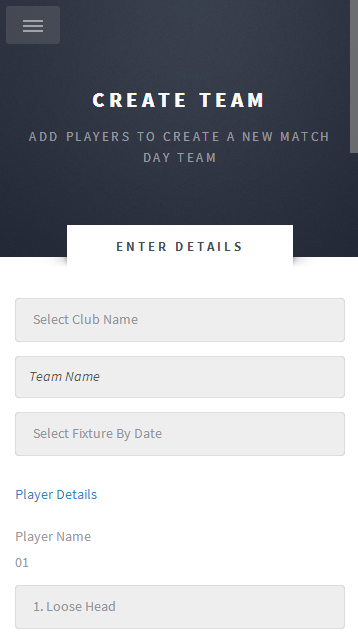 CREATE TEAM
ADD PLAYERS TO CREATE A NEW MATCH
DAY TEAM
ENTER DETAILS
Select Club Name
Team Name
Select Fixture By Date
Player Details
Player Name
01
1. Loose Head